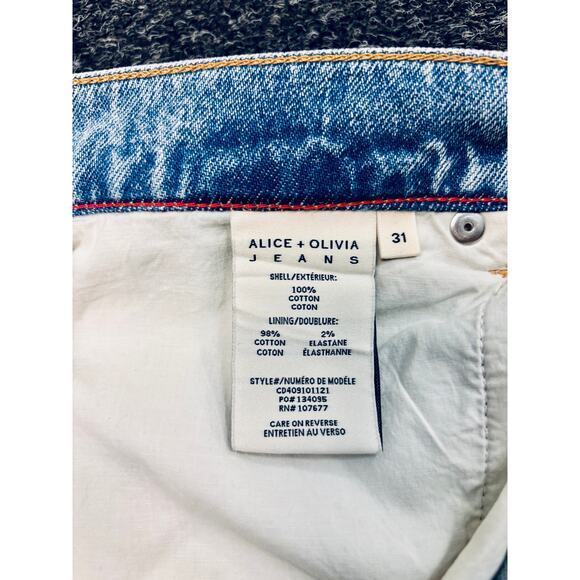 ALICE + OLIVIA
JEANS
31
SHELL/EXTÉRIEUR:
100%
COTTON
COTON
LINING/DOUBLURE:
98% 2%
COTTON ELASTANE
COTON ÉLASTHANNE
STYLE#/NUMÉRO DE MODÈLE
CD409101121
PO# 134095
RN# 107677
CARE ON REVERSE
ENTRETIEN AU VERSO